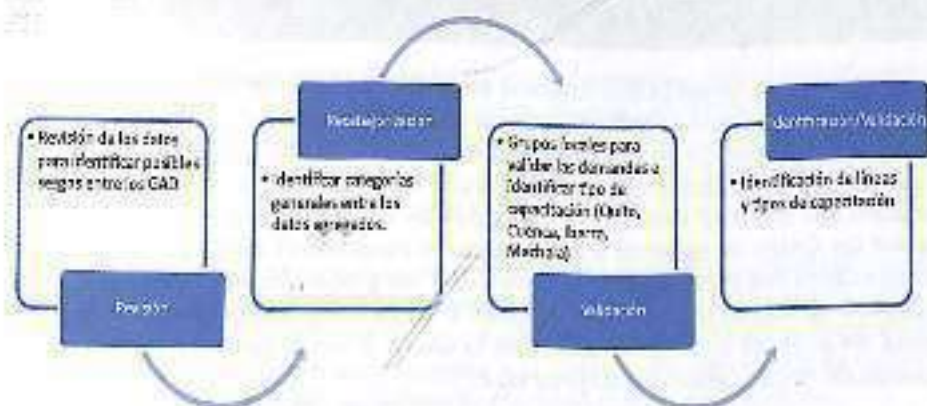 • Revisión de los datos
para identificar posibles
sesgos entre los GAD
Revisión
Recategorización
• Identificar categorías
generales entre los
datos agregados.
• Grupos focales para
validar las demandas e
identificar tipo de
capacitación (Quito,
Cuenca, Ibarra,
Machala)
Validación
Identificación/Validación
• Identificación de líneas
y tipos de capacitación